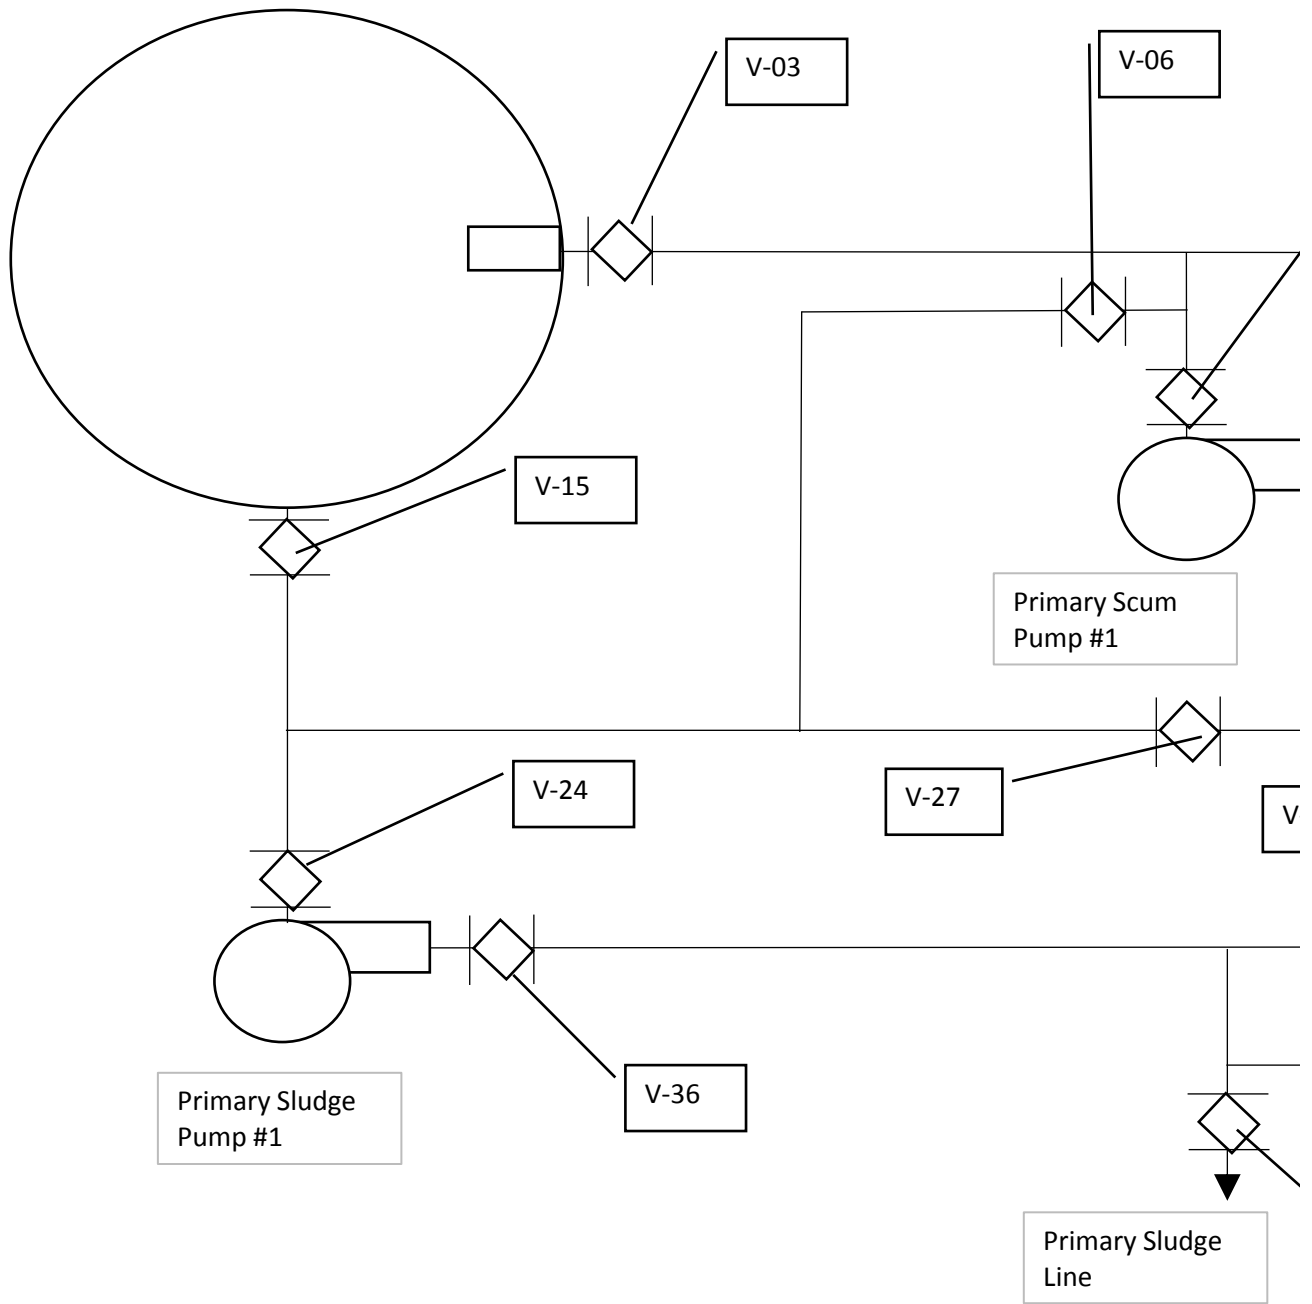 V-03
V-06
V-15
Primary Scum
Pump #1
V-24
V-27
V
Primary Sludge
Pump #1
V-36
Primary Sludge
Line